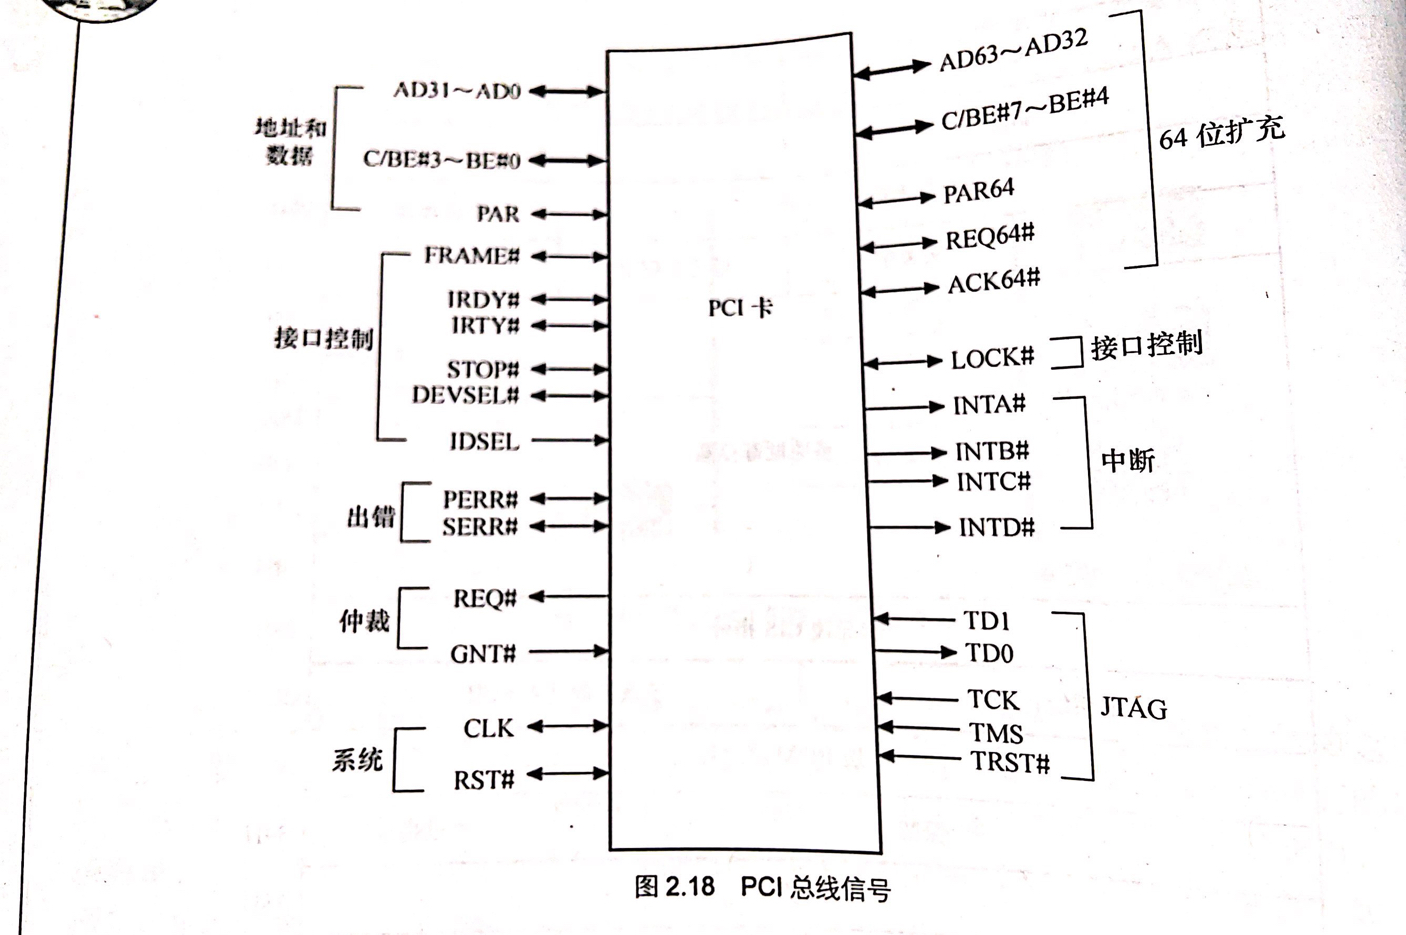 AD31～AD0
地址和
数据
C/BE#3～BE#0
PAR
FRAME#
IRDY#
IRTY#
接口控制
STOP#
DEVSEL#
IDSEL
PERR#
出错
SERR#
REQ#
仲裁
GNT#
CLK
系统
RST#
PCI 卡
AD63～AD32
C/BE#7～BE#4
64 位扩充
PAR64
REQ64#
ACK64#
LOCK#
接口控制
INTA#
INTB#
中断
INTC#
INTD#
TD1
TD0
TCK
JTAG
TMS
TRST#
图 2.18 PCI 总线信号